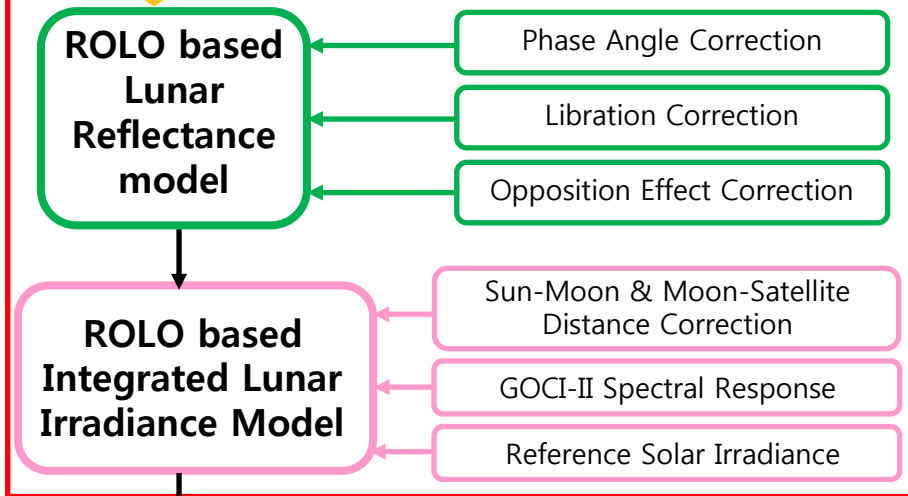 ROLO based
Lunar
Reflectance
model
Phase Angle Correction
Libration Correction
Opposition Effect Correction
ROLO based
Integrated Lunar
Irradiance Model
Sun-Moon & Moon-Satellite
Distance Correction
GOCI-II Spectral Response
Reference Solar Irradiance